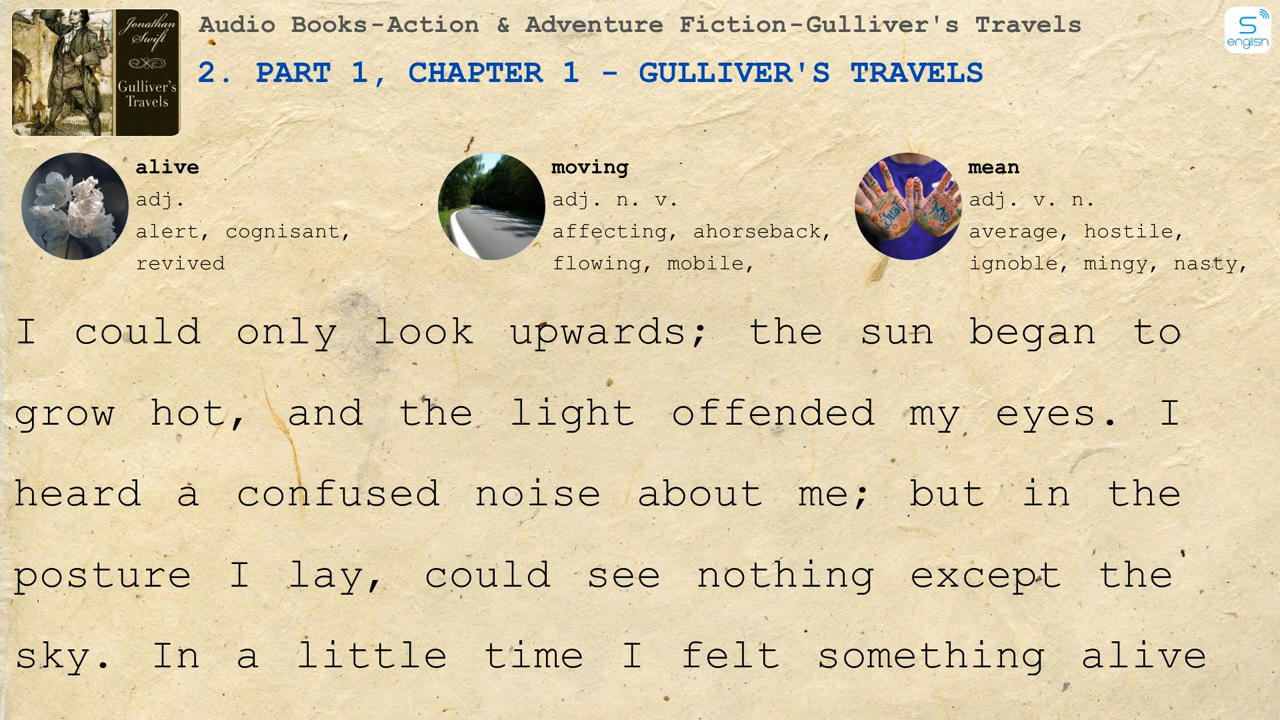 Jonathan
Swift
Gulliver's
Travels
Audio Books-Action & Adventure Fiction-Gulliver's Travels
2. PART 1, CHAPTER 1 - GULLIVER'S TRAVELS
S
english
alive
adj.
alert, cognisant,
revived
moving
adj. n. v.
affecting, ahorseback,
flowing, mobile,
mean
adj. v. n.
average, hostile,
ignoble, mingy, nasty,
I could only look upwards; the sun began to
grow hot, and the light offended my eyes. I
heard a confused noise about me; but in the
posture I lay, could see nothing except the
sky. In a little time I felt something alive